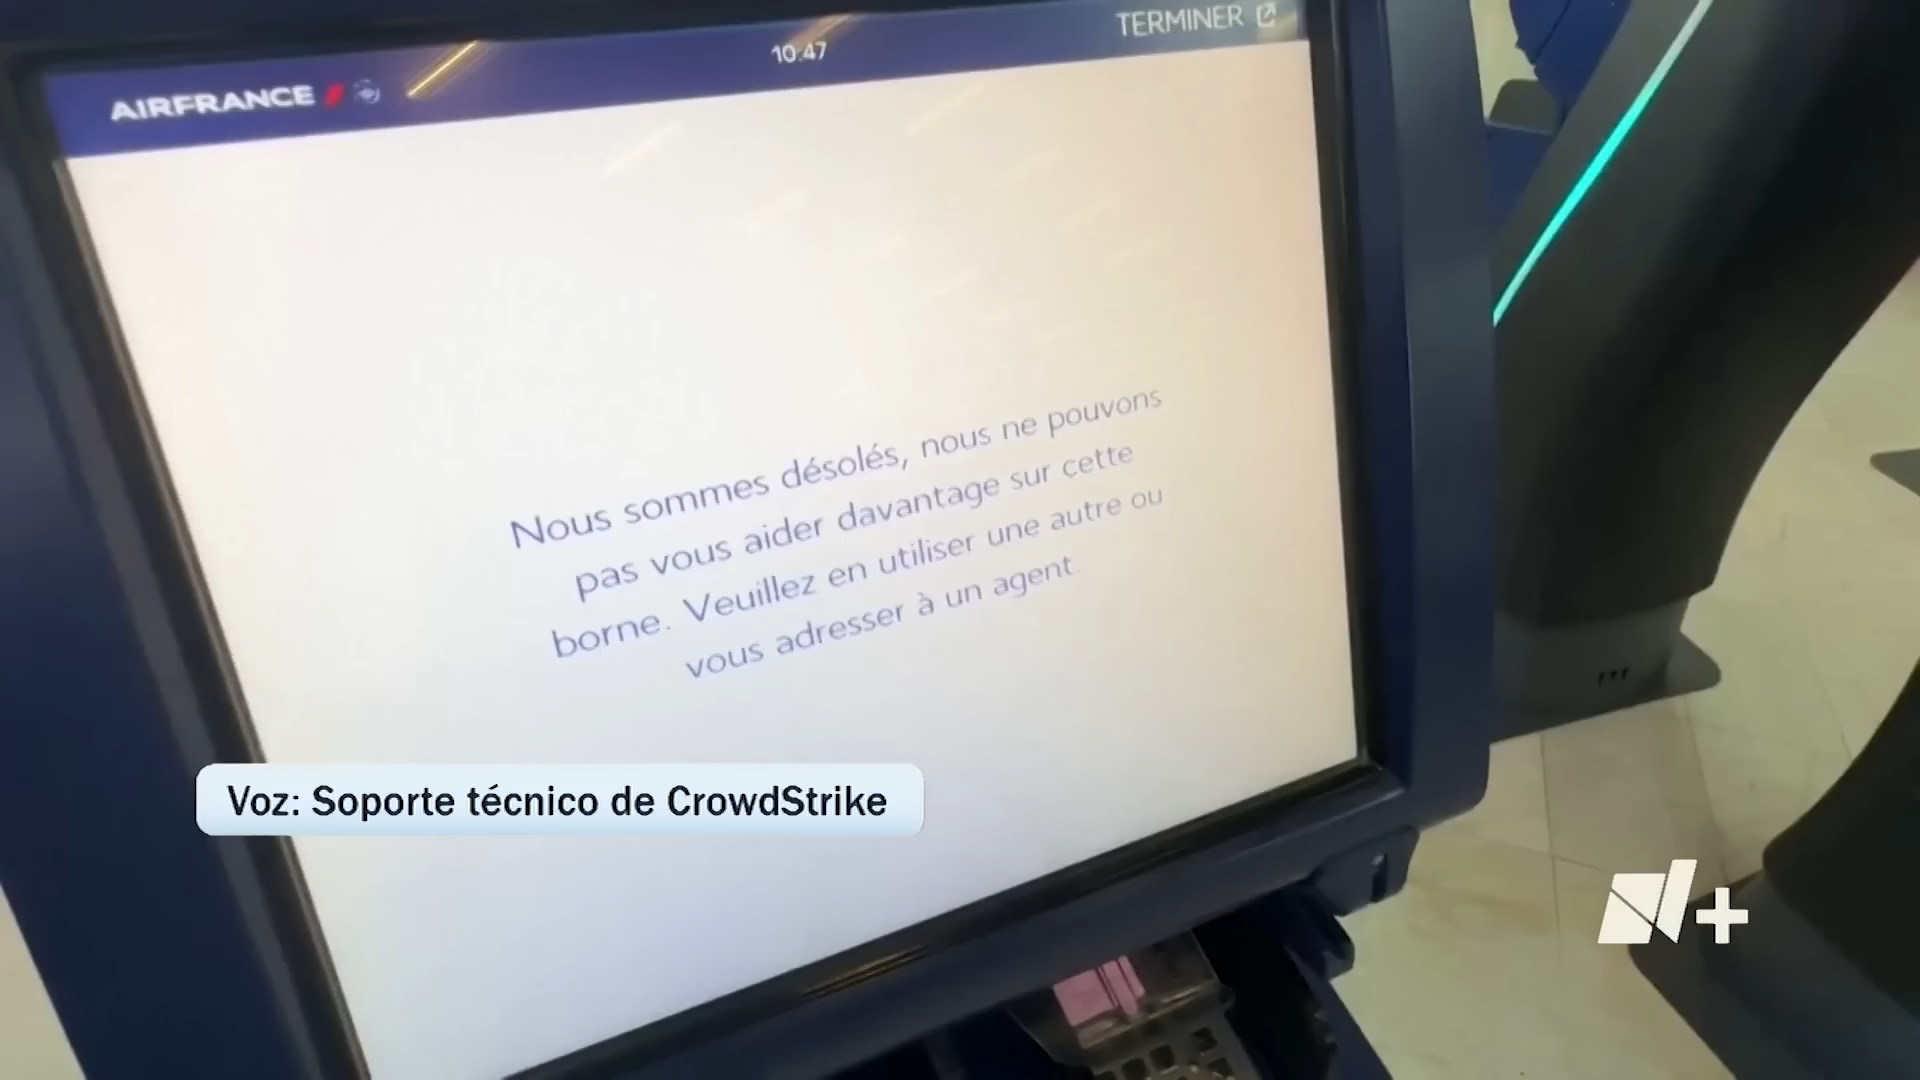 TERMINER
10:47
AIRFRANCE
Nous sommes désolés, nous ne pouvons
pas vous aider davantage sur cette
borne. Veuillez en utiliser une autre ou
vous adresser à un agent.
Voz: Soporte técnico de CrowdStrike
N+